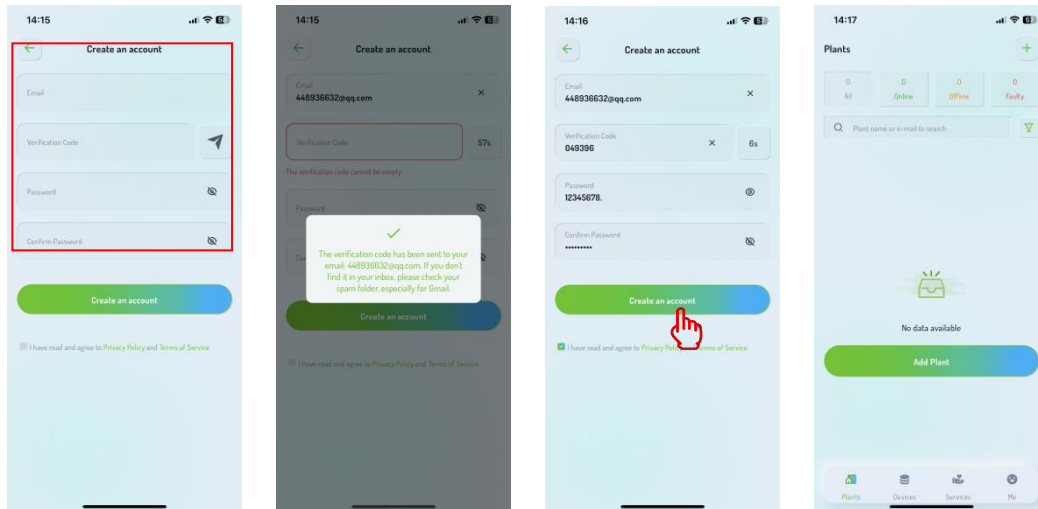 14:15
Create an account
Email
Verification Code
Password
Confirm Password
Create an account
I have read and agree to Privacy Policy and Terms of Service
14:15
Create an account
Email
448936632@qq.com
Verification Code
57s
The verification code cannot be empty
Password
The verification code has been sent to your
email: 448936632@qq.com. If you don't
find it in your inbox, please check your
spam folder, especially for Gmail.
Create an account
I have read and agree to Privacy Policy and Terms of Service
14:16
Create an account
Email
448936632@qq.com
Verification Code
049396
6s
Password
12345678.
Confirm Password
•••••••••
Create an account
I have read and agree to Privacy Policy and Terms of Service
14:17
Plants
0 0 0 0
All Online Offline Faulty
Plant name or e-mail to search
No data available
Add Plant
Plants Devices Services Me